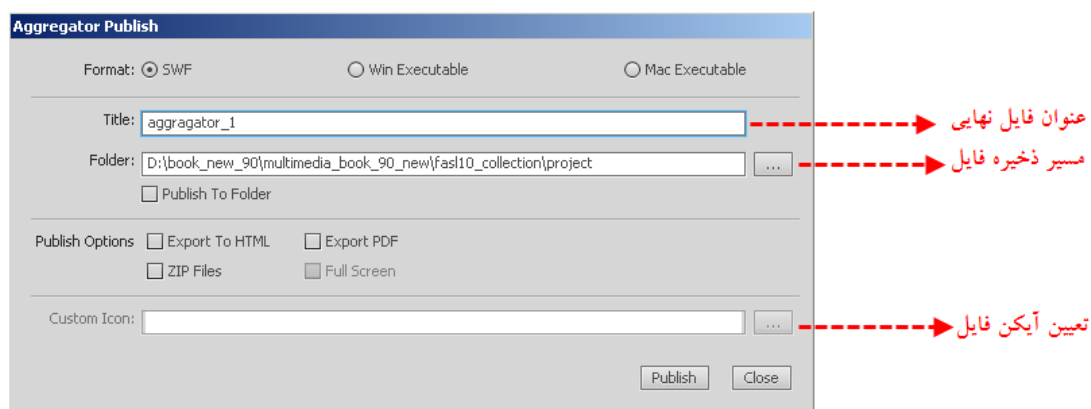 Aggregator Publish
Format: SWF Win Executable Mac Executable
Title: aggragator_1 عنوان فایل نهایی
Folder: D:\book_new_90\multimedia_book_90_new\fasl10_collection\project ... مسیر ذخیره فایل
Publish To Folder
Publish Options Export To HTML Export PDF
ZIP Files Full Screen
Custom Icon: ... تعیین آیکن فایل
Publish Close